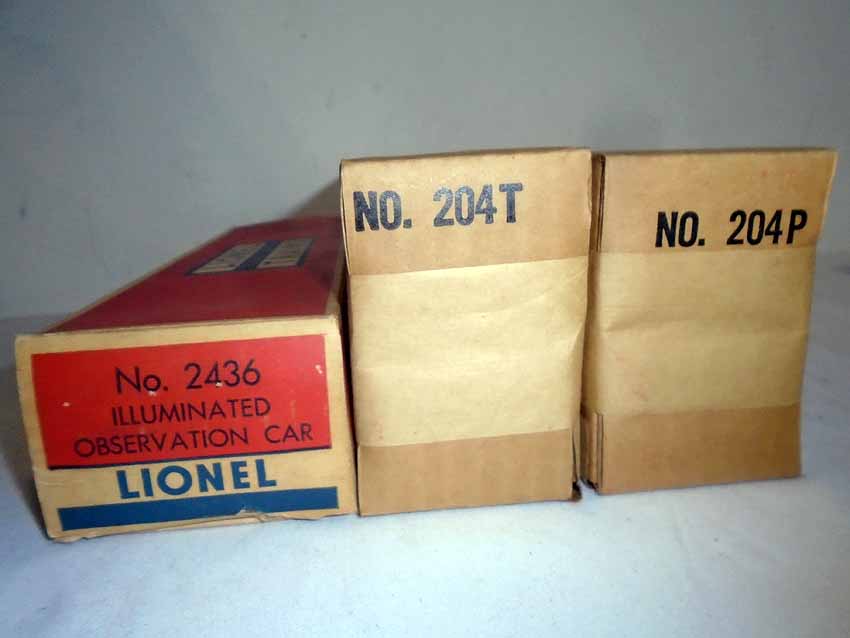 No. 2436
ILLUMINATED
OBSERVATION CAR
LIONEL
NO. 204T
NO. 204P